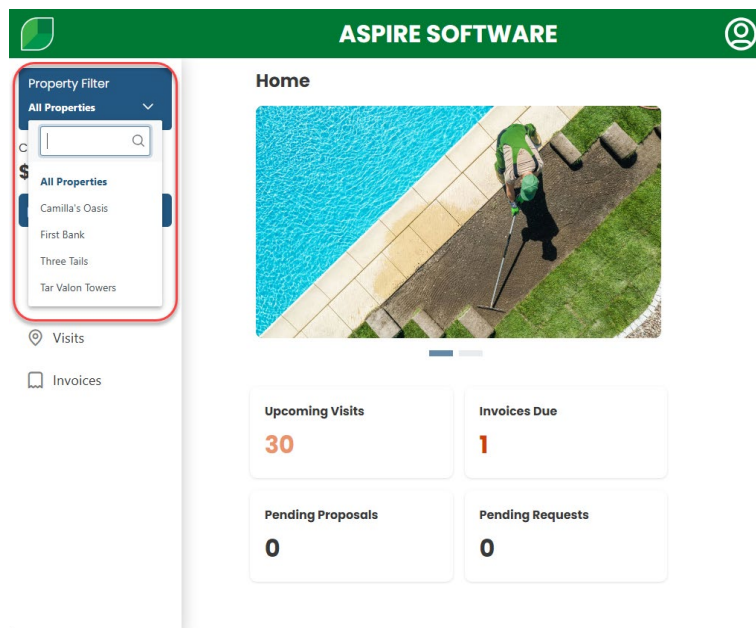 ASPIRE SOFTWARE
Property Filter
All Properties
All Properties
Camilla's Oasis
First Bank
Three Tails
Tar Valon Towers
Visits
Invoices
Home
Upcoming Visits
30
Invoices Due
1
Pending Proposals
0
Pending Requests
0